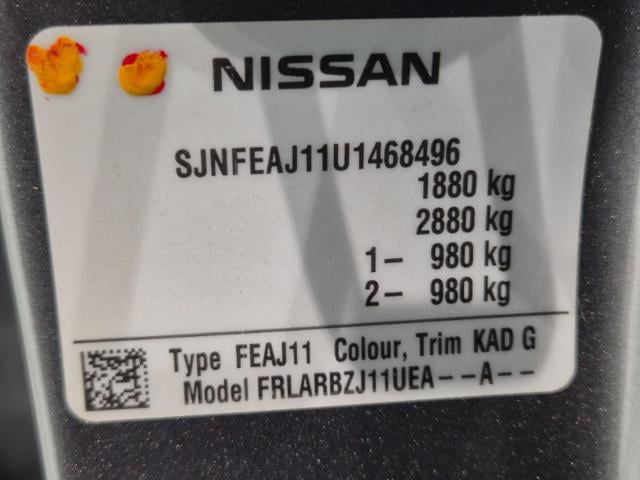 NISSAN
SJNFEAJ11U1468496
1880 kg
2880 kg
1– 980 kg
2– 980 kg
Type FEAJ11 Colour, Trim KAD G
Model FRLARBZJ11UEA--A--